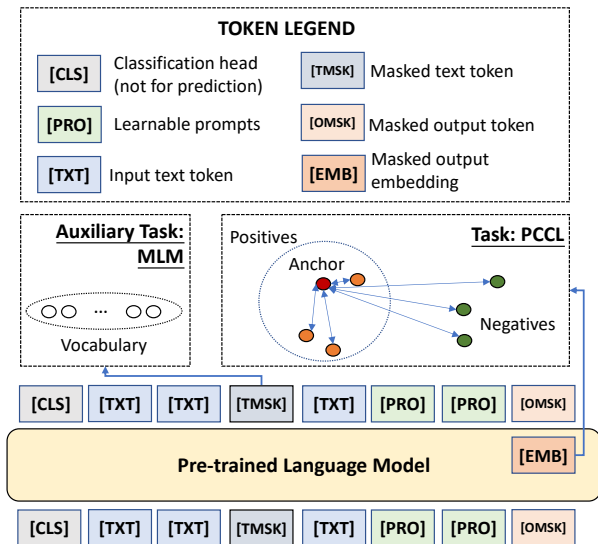 TOKEN LEGEND
[CLS] Classification head
(not for prediction)
[TMSK] Masked text token
[PRO] Learnable prompts
[OMSK] Masked output token
[TXT] Input text token
[EMB] Masked output
embedding
Auxiliary Task:
MLM
...
Vocabulary
Task: PCCL
Positives
Anchor
Negatives
[CLS] [TXT] [TXT] [TMSK] [TXT] [PRO] [PRO] [OMSK]
[EMB]
Pre-trained Language Model
[CLS] [TXT] [TXT] [TMSK] [TXT] [PRO] [PRO] [OMSK]